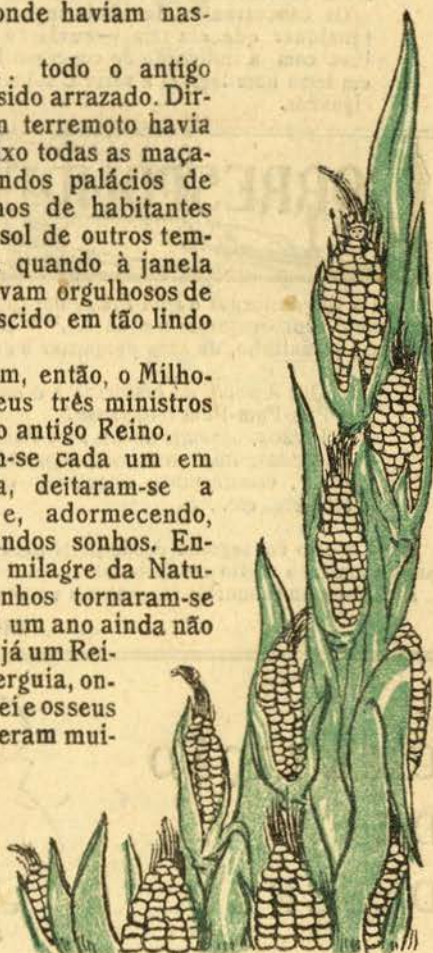 onde haviam nas-
todo o antigo
sido arrazado. Dir-
terremoto havia
xo todas as maça-
ndos palácios de
os de habitantes
sol de outros tem-
quando à janela
vam orgulhosos de
scido em tão lindo
m, então, o Milho-
eus três ministros
o antigo Reino.
n-se cada um em
a, deitaram-se a
e, adormecendo,
ndos sonhos. En-
milagre da Natu-
nhos tornaram-se
um ano ainda não
já um Rei-
erguia, on-
ei e os seus
eram mui-